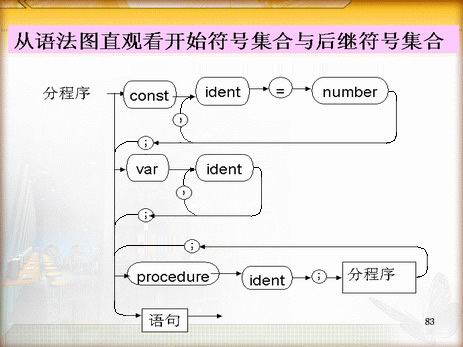 从语法图直观看开始符号集合与后继符号集合
分程序 const ident = number
,
;
var ident
,
;
;
procedure ident ; 分程序
语句
83